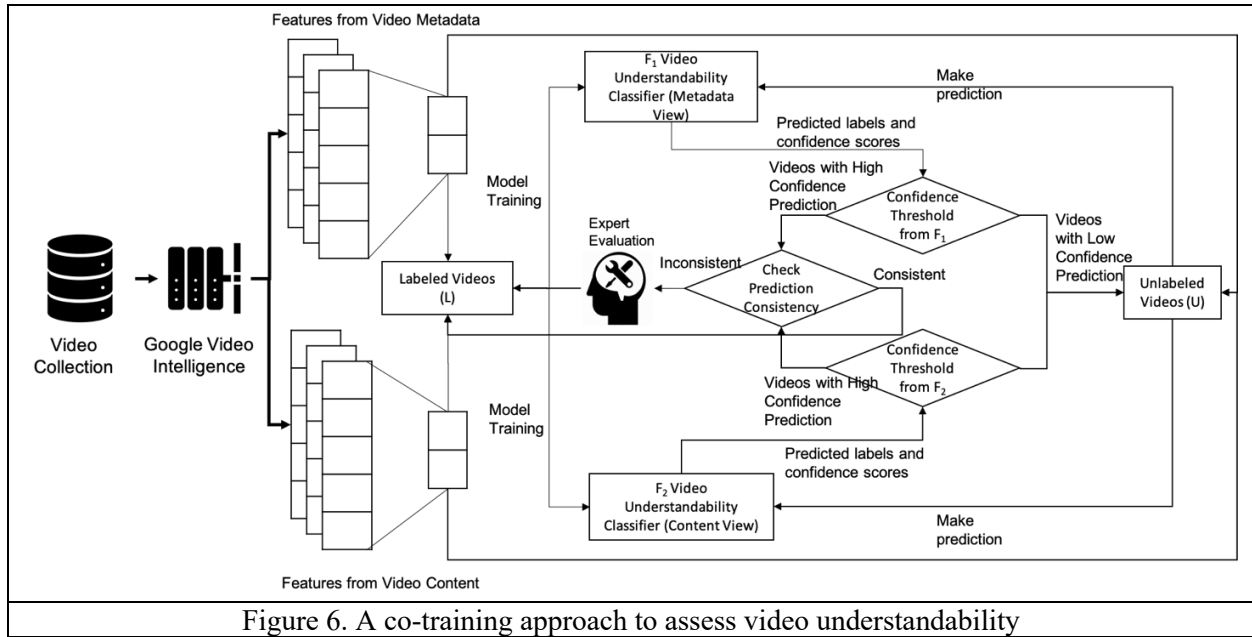 Features from Video Metadata
F₁ Video
Understandability
Classifier (Metadata
View)
Make
prediction
Predicted labels and
confidence scores
Model
Training
Videos with High
Confidence
Prediction
Confidence
Threshold
from F₁
Expert
Evaluation
Videos
with Low
Confidence
Prediction
Labeled Videos
(L)
Inconsistent
Check
Prediction
Consistency
Consistent
Unlabeled
Videos (U)
Video
Collection
Google Video
Intelligence
Confidence
Threshold
from F₂
Videos with High
Confidence
Prediction
Model
Training
Predicted labels and
confidence scores
F₂ Video
Understandability
Classifier (Content View)
Make
prediction
Features from Video Content
Figure 6. A co-training approach to assess video understandability